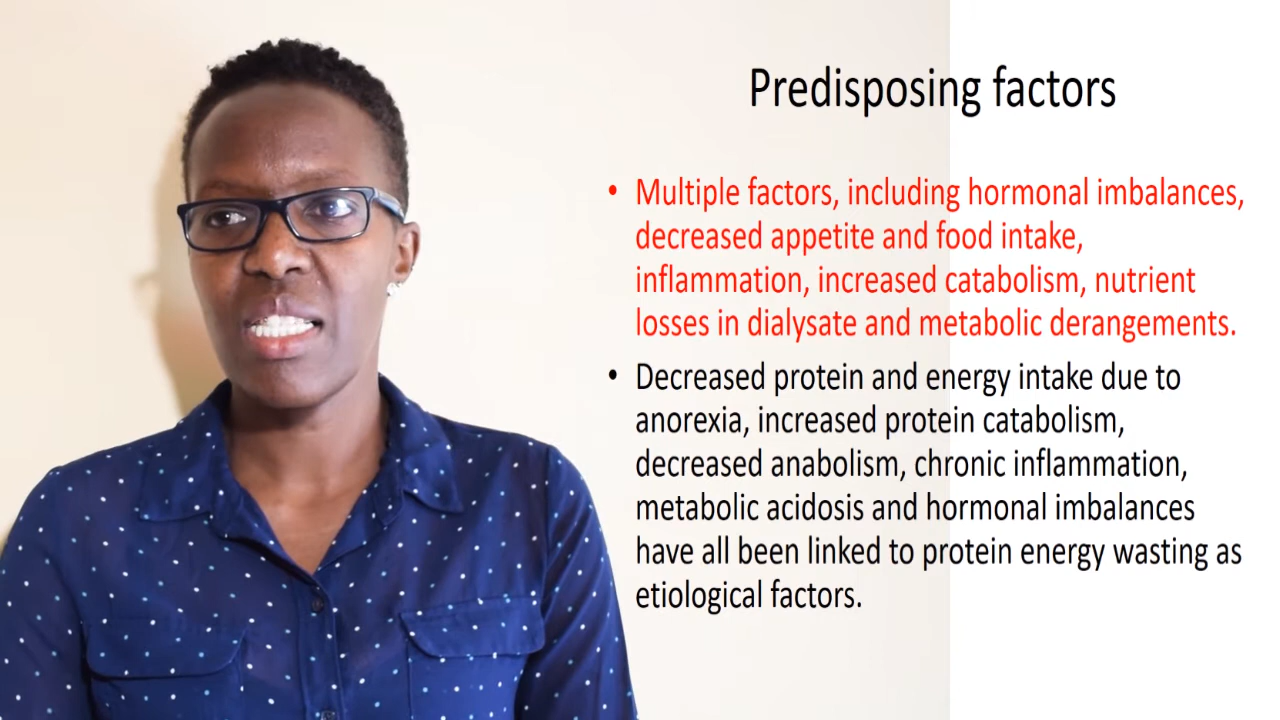 Predisposing factors
• Multiple factors, including hormonal imbalances,
decreased appetite and food intake,
inflammation, increased catabolism, nutrient
losses in dialysate and metabolic derangements.
• Decreased protein and energy intake due to
anorexia, increased protein catabolism,
decreased anabolism, chronic inflammation,
metabolic acidosis and hormonal imbalances
have all been linked to protein energy wasting as
etiological factors.